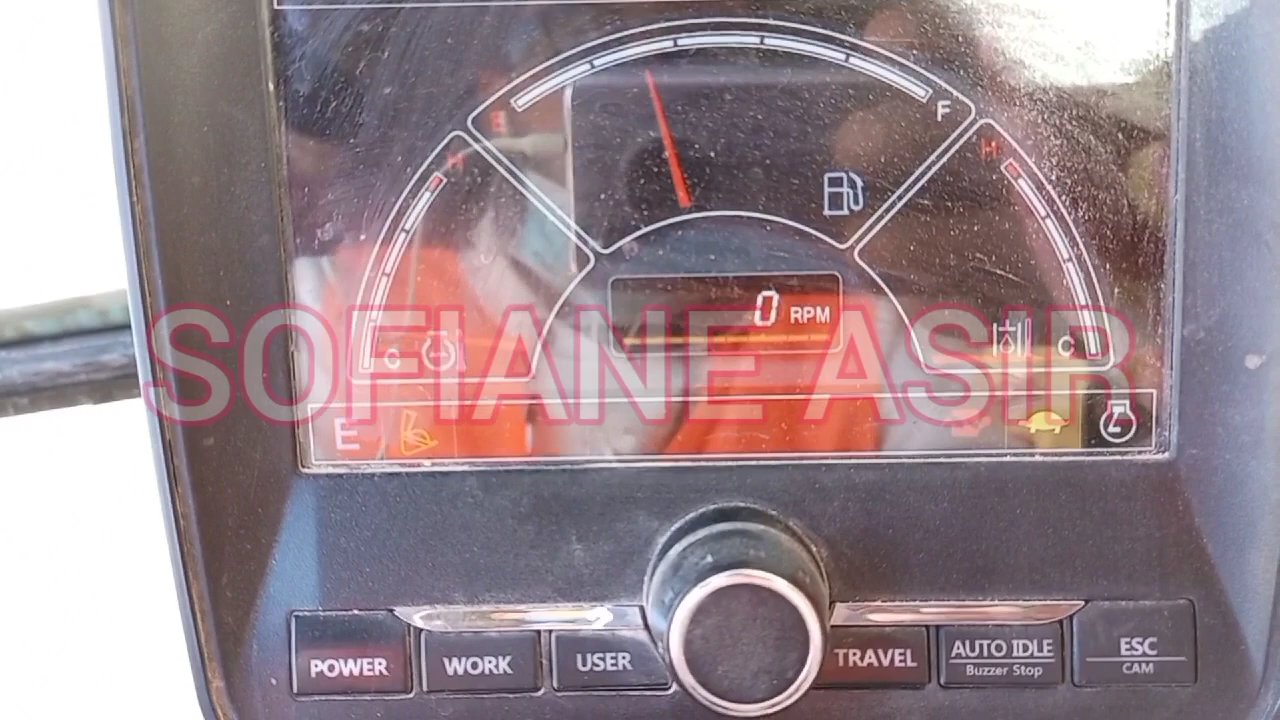 F
E
H
H
0 RPM
C
C
SOFIANE ASIR
E
POWER
WORK
USER
TRAVEL
AUTO IDLE
Buzzer Stop
ESC
CAM